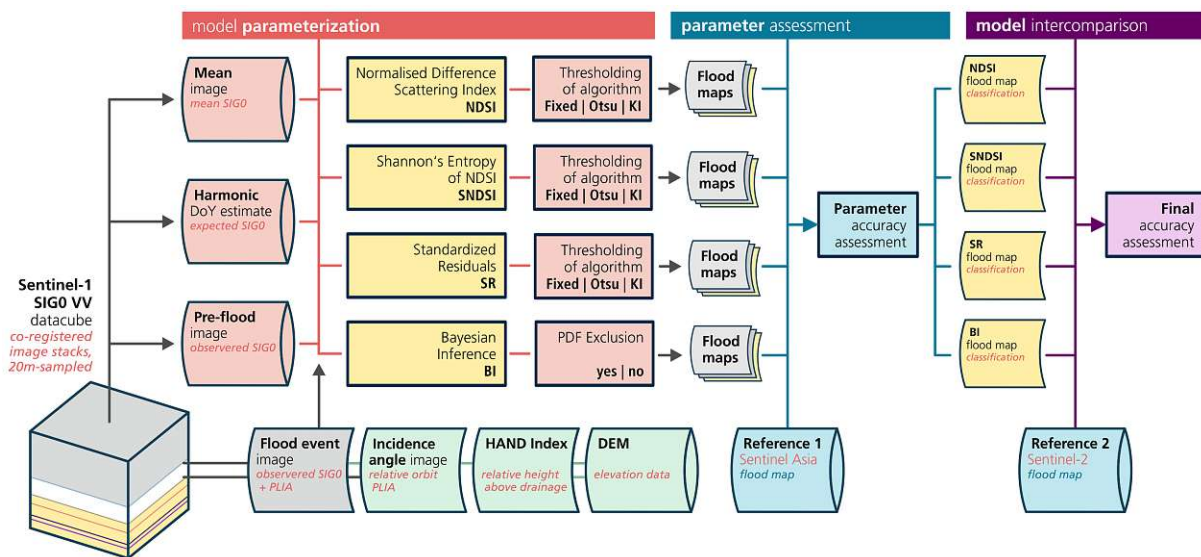 model parameterization
parameter assessment
model intercomparison
Mean
image
mean SIG0
Harmonic
DoY estimate
expected SIG0
Pre-flood
image
observered SIG0
Sentinel-1
SIG0 VV
datacube
co-registered
image stacks,
20m-sampled
Normalised Difference
Scattering Index
NDSI
Thresholding
of algorithm
Fixed | Otsu | KI
Flood
maps
Shannon's Entropy
of NDSI
SNDSI
Thresholding
of algorithm
Fixed | Otsu | KI
Flood
maps
Standardized
Residuals
SR
Thresholding
of algorithm
Fixed | Otsu | KI
Flood
maps
Bayesian
Inference
BI
PDF Exclusion
yes | no
Flood
maps
Parameter
accuracy
assessment
NDSI
flood map
classification
SNDSI
flood map
classification
SR
flood map
classification
BI
flood map
classification
Final
accuracy
assessment
Flood event
image
observed SIG0
+ PLIA
Incidence
angle image
relative orbit
PLIA
HAND Index
relative height
above drainage
DEM
elevation data
Reference 1
Sentinel Asia
flood map
Reference 2
Sentinel-2
flood map